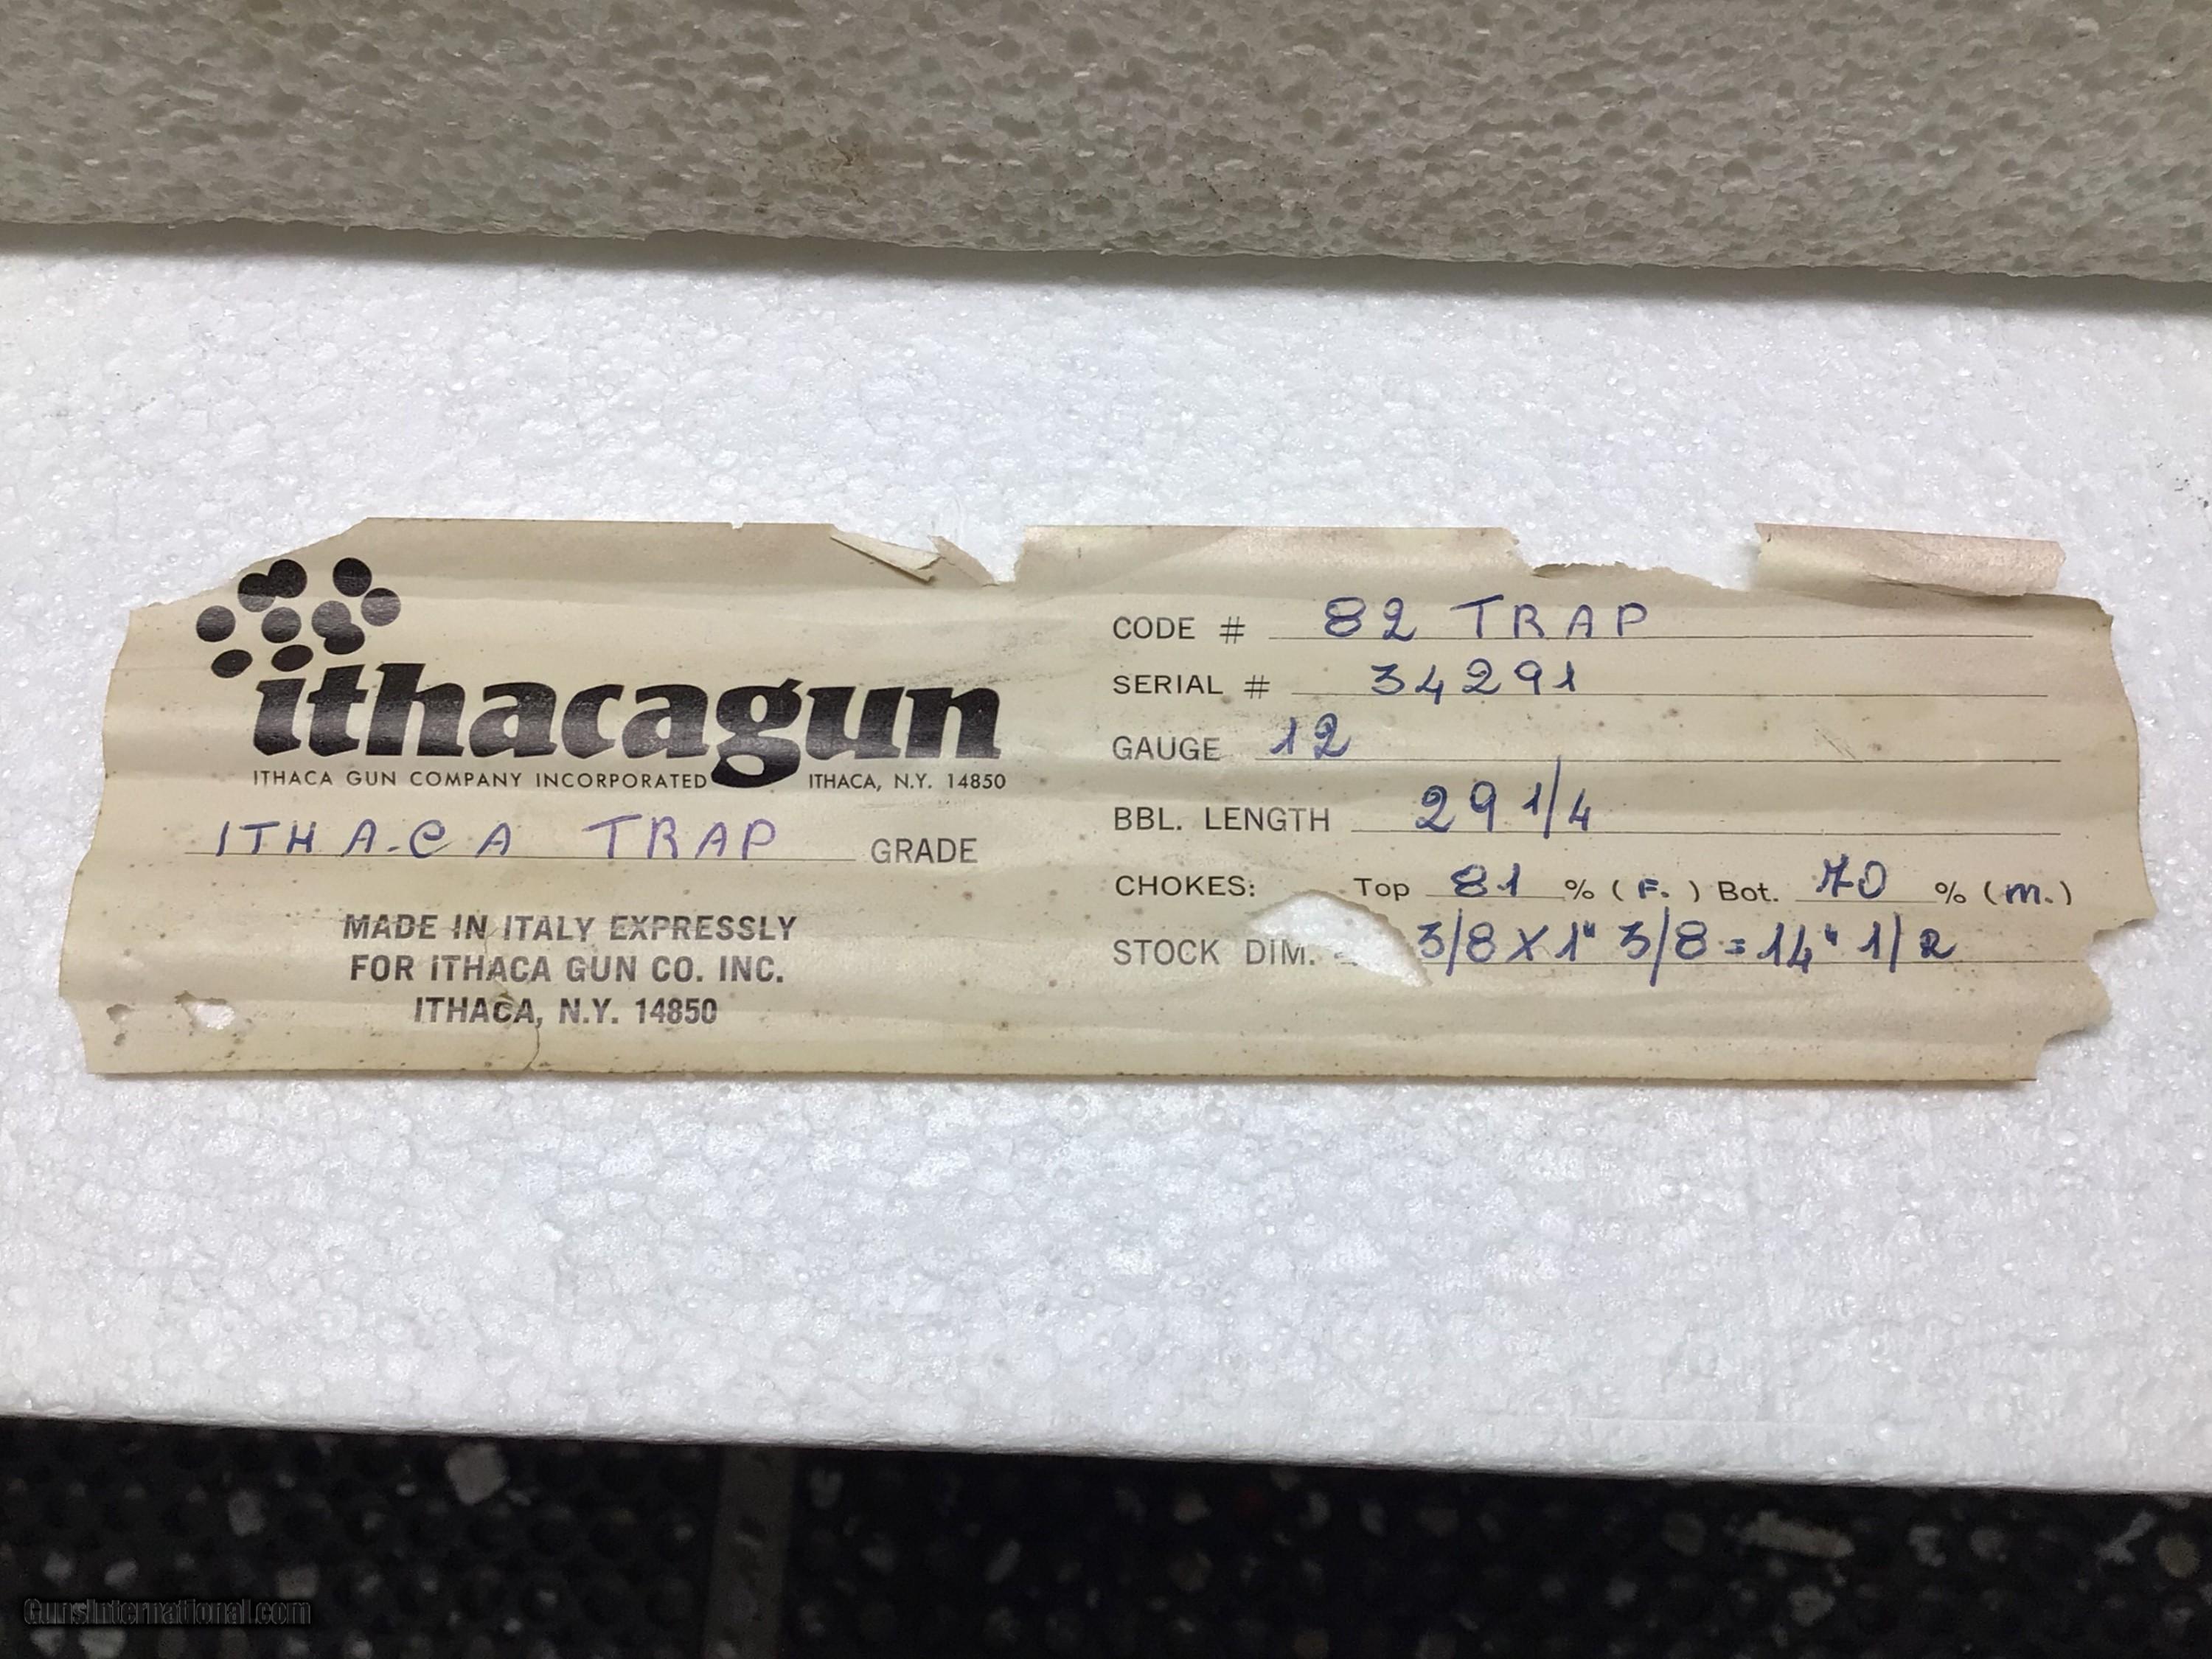 ithacagun
ITHACA GUN COMPANY INCORPORATED ITHACA, N.Y. 14850
ITHACA TRAP GRADE
MADE IN ITALY EXPRESSLY
FOR ITHACA GUN CO. INC.
ITHACA, N.Y. 14850
CODE # 82 TRAP
SERIAL # 34291
GAUGE 12
BBL. LENGTH 29 1/4
CHOKES: Top 81 % (F.) Bot. 70 % (m.)
STOCK DIM. 3/8 X 1" 3/8 = 14" 1/2
GunsInternational.com